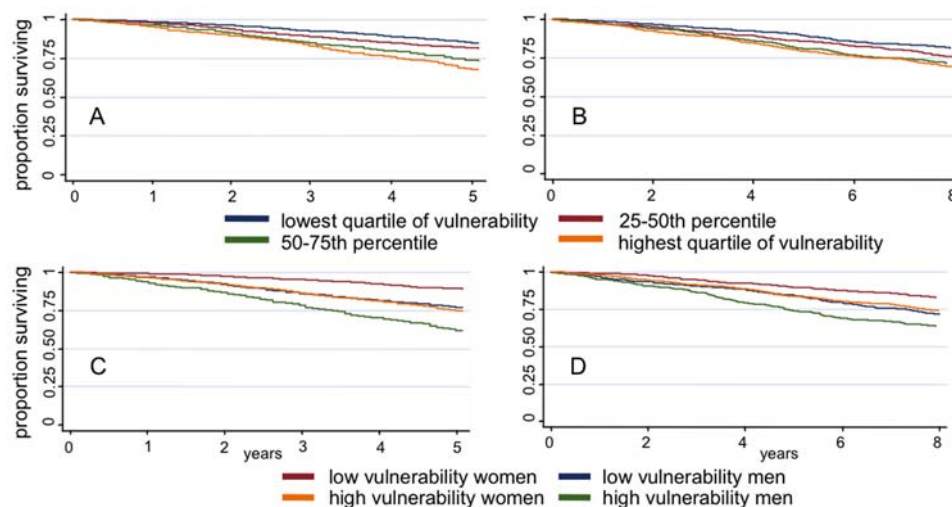 proportion surviving
1
0.75
0.50
0.25
0
A
0 1 2 3 4 5
1
0.75
0.50
0.25
0
B
0 2 4 6 8
lowest quartile of vulnerability
25-50th percentile
50-75th percentile
highest quartile of vulnerability
proportion surviving
1
0.75
0.50
0.25
0
C
0 1 2 3 4 5
years
1
0.75
0.50
0.25
0
D
0 2 4 6 8
years
low vulnerability women
low vulnerability men
high vulnerability women
high vulnerability men